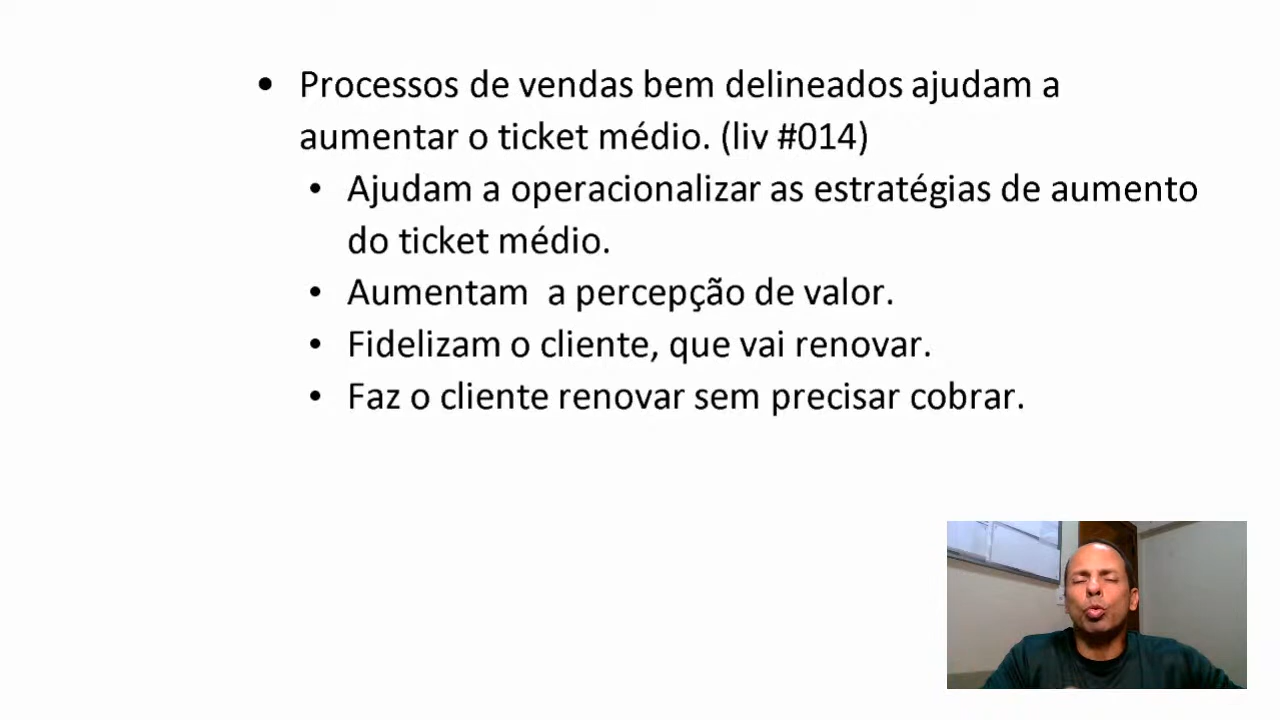 • Processos de vendas bem delineados ajudam a
aumentar o ticket médio. (liv #014)
• Ajudam a operacionalizar as estratégias de aumento
do ticket médio.
• Aumentam  a percepção de valor.
• Fidelizam o cliente, que vai renovar.
• Faz o cliente renovar sem precisar cobrar.